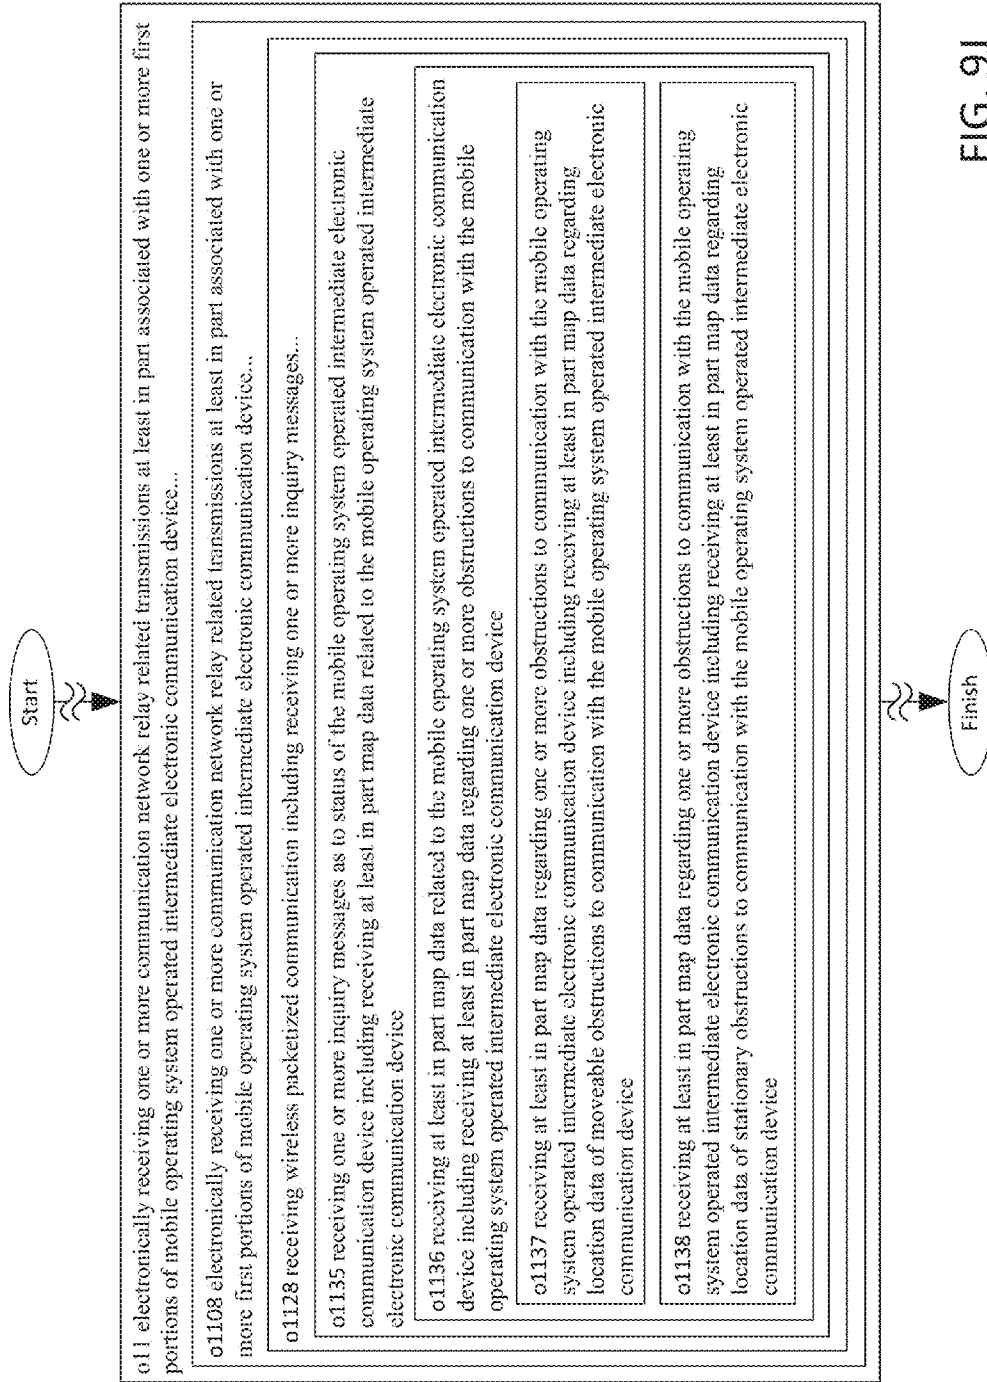 Start
o11 electronically receiving one or more communication network relay related transmissions at least in part associated with one or more first
portions of mobile operating system operated intermediate electronic communication device...
o1108 electronically receiving one or more communication network relay related transmissions at least in part associated with one or
more first portions of mobile operating system operated intermediate electronic communication device...
o1128 receiving wireless packetized communication including receiving one or more inquiry messages...
o1135 receiving one or more inquiry messages as to status of the mobile operating system operated intermediate electronic
communication device including receiving at least in part map data related to the mobile operating system operated intermediate
electronic communication device
o1136 receiving at least in part map data related to the mobile operating system operated intermediate electronic communication
device including receiving at least in part map data regarding one or more obstructions to communication with the mobile
operating system operated intermediate electronic communication device
o1137 receiving at least in part map data regarding one or more obstructions to communication with the mobile operating
system operated intermediate electronic communication device including receiving at least in part map data regarding
location data of moveable obstructions to communication with the mobile operating system operated intermediate electronic
communication device
o1138 receiving at least in part map data regarding one or more obstructions to communication with the mobile operating
system operated intermediate electronic communication device including receiving at least in part map data regarding
location data of stationary obstructions to communication with the mobile operating system operated intermediate electronic
communication device
Finish
FIG. 9J